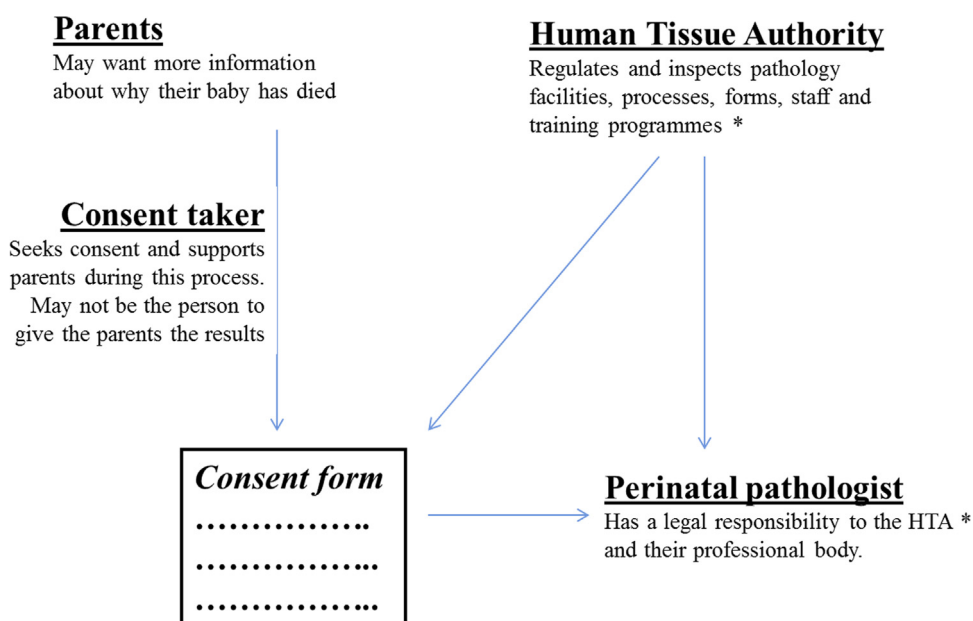 Parents
May want more information
about why their baby has died
Human Tissue Authority
Regulates and inspects pathology
facilities, processes, forms, staff and
training programmes *
Consent taker
Seeks consent and supports
parents during this process.
May not be the person to
give the parents the results
Consent form
Perinatal pathologist
Has a legal responsibility to the HTA *
and their professional body.